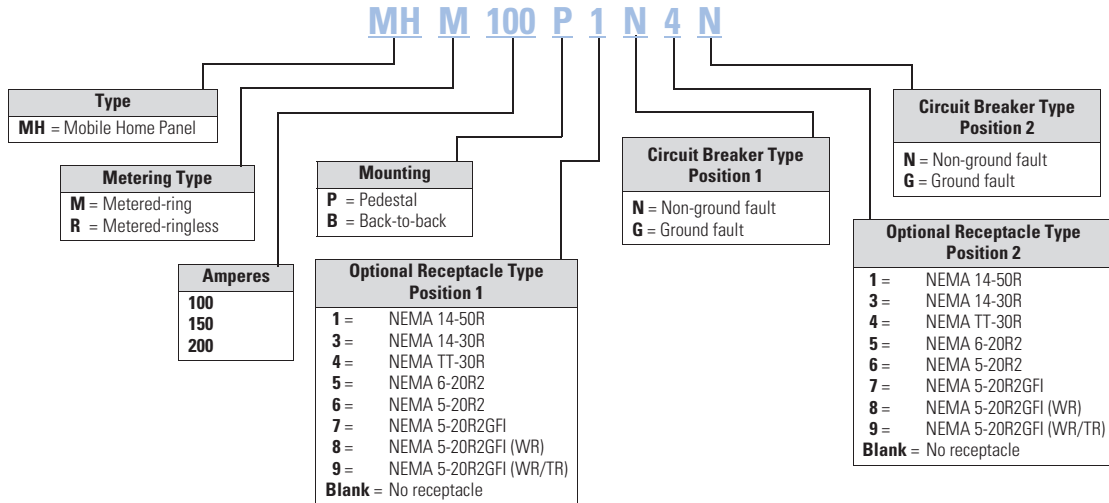 MH M 100 P 1 N 4 N
Type
MH = Mobile Home Panel
Metering Type
M = Metered-ring
R = Metered-ringless
Amperes
100
150
200
Mounting
P = Pedestal
B = Back-to-back
Optional Receptacle Type
Position 1
1 = NEMA 14-50R
3 = NEMA 14-30R
4 = NEMA TT-30R
5 = NEMA 6-20R2
6 = NEMA 5-20R2
7 = NEMA 5-20R2GFI
8 = NEMA 5-20R2GFI (WR)
9 = NEMA 5-20R2GFI (WR/TR)
Blank = No receptacle
Circuit Breaker Type
Position 1
N = Non-ground fault
G = Ground fault
Optional Receptacle Type
Position 2
1 = NEMA 14-50R
3 = NEMA 14-30R
4 = NEMA TT-30R
5 = NEMA 6-20R2
6 = NEMA 5-20R2
7 = NEMA 5-20R2GFI
8 = NEMA 5-20R2GFI (WR)
9 = NEMA 5-20R2GFI (WR/TR)
Blank = No receptacle
Circuit Breaker Type
Position 2
N = Non-ground fault
G = Ground fault